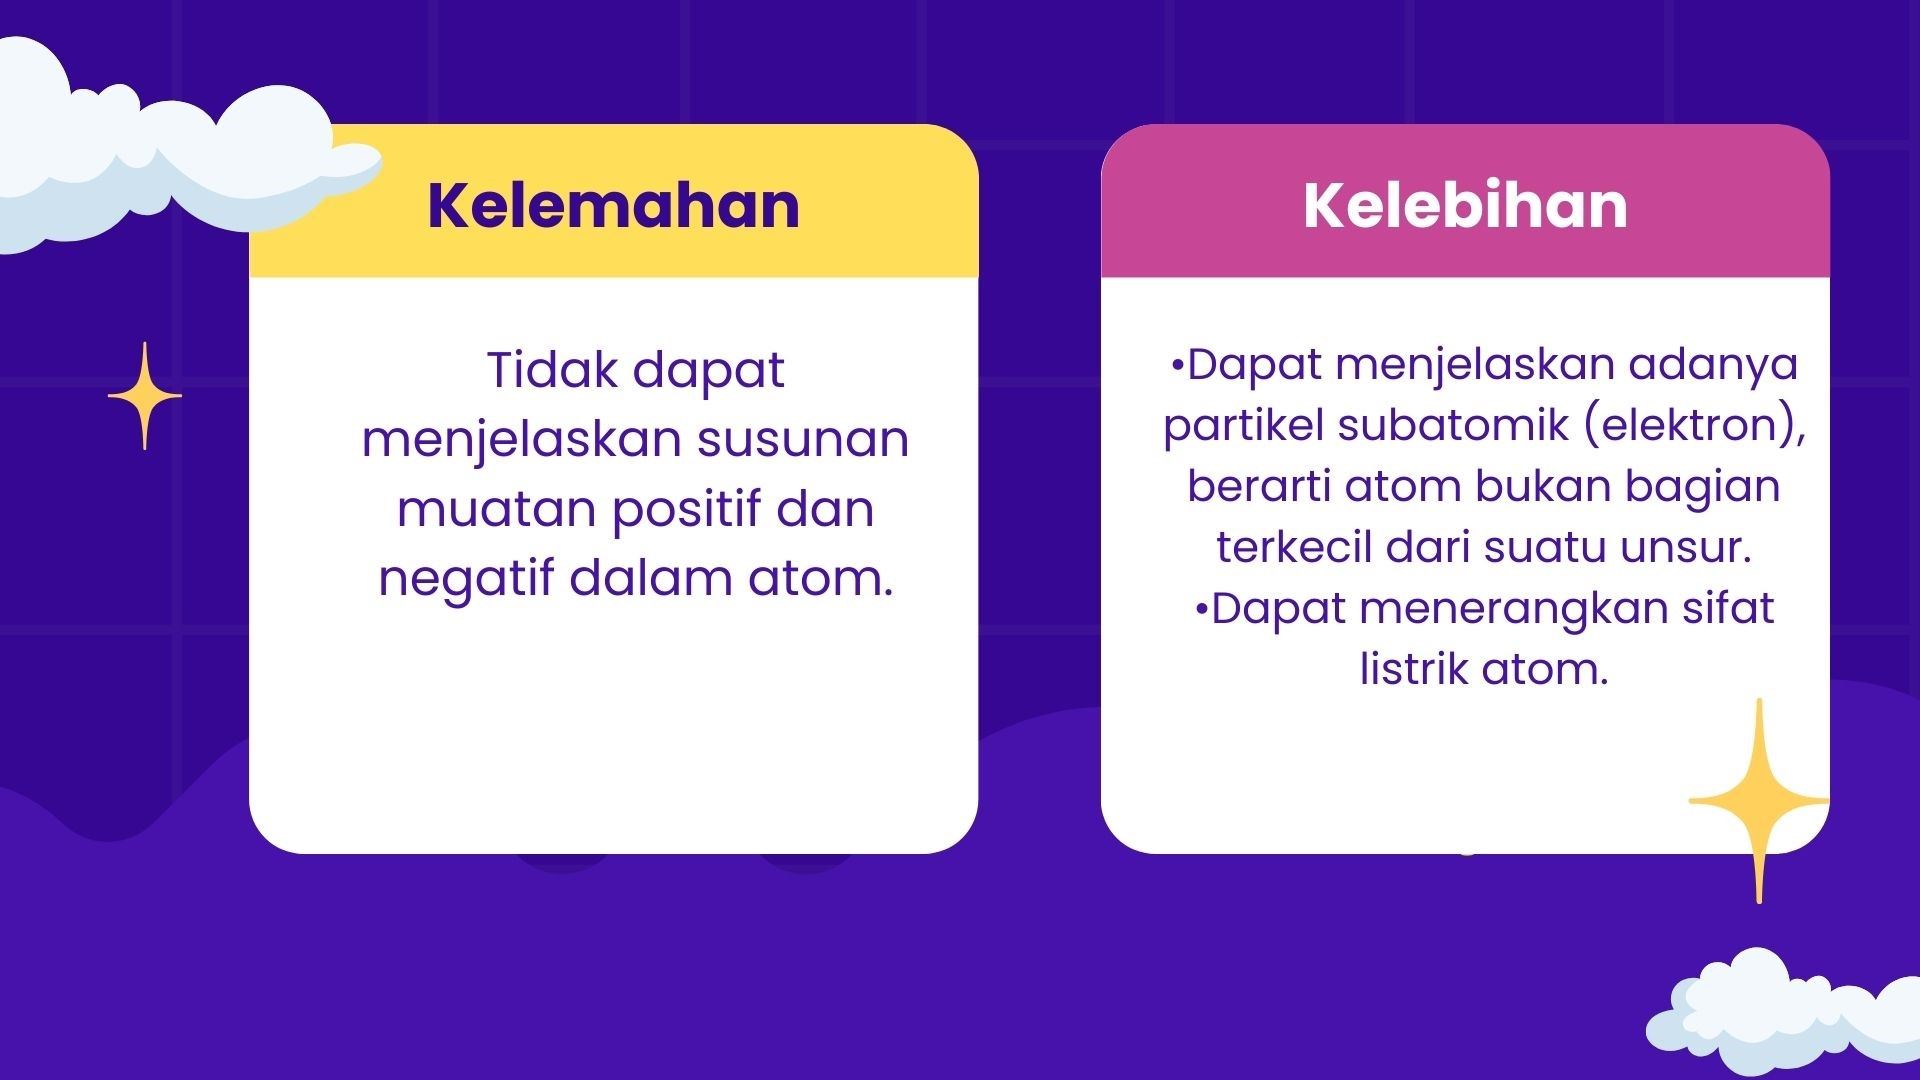 Kelemahan
Tidak dapat
menjelaskan susunan
muatan positif dan
negatif dalam atom.
Kelebihan
•Dapat menjelaskan adanya
partikel subatomik (elektron),
berarti atom bukan bagian
terkecil dari suatu unsur.
•Dapat menerangkan sifat
listrik atom.